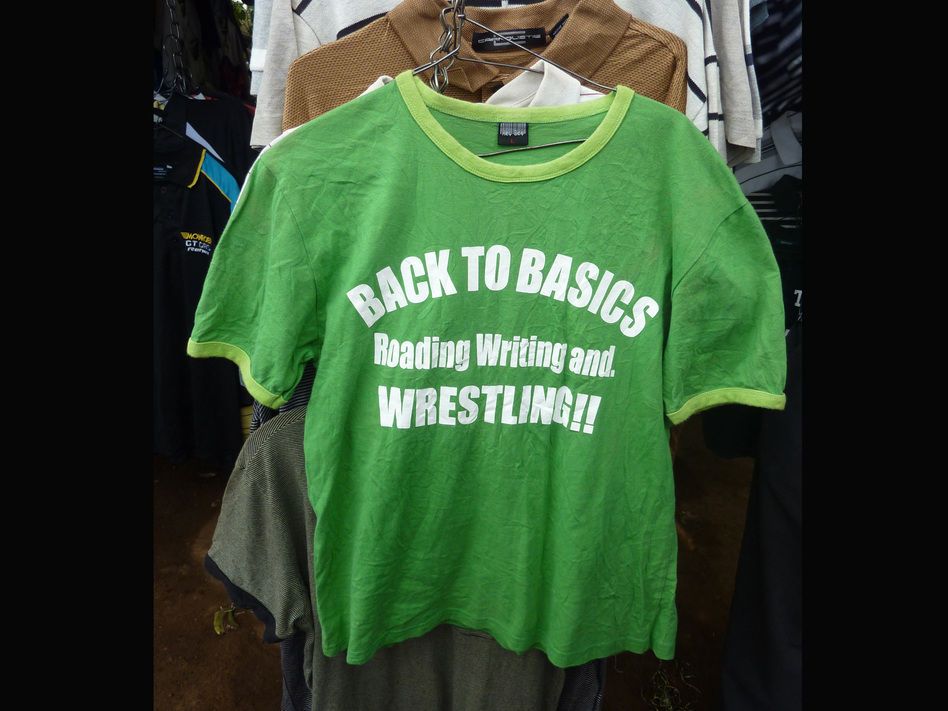 BACK TO BASICS
Roading Writing and.
WRESTLING!!